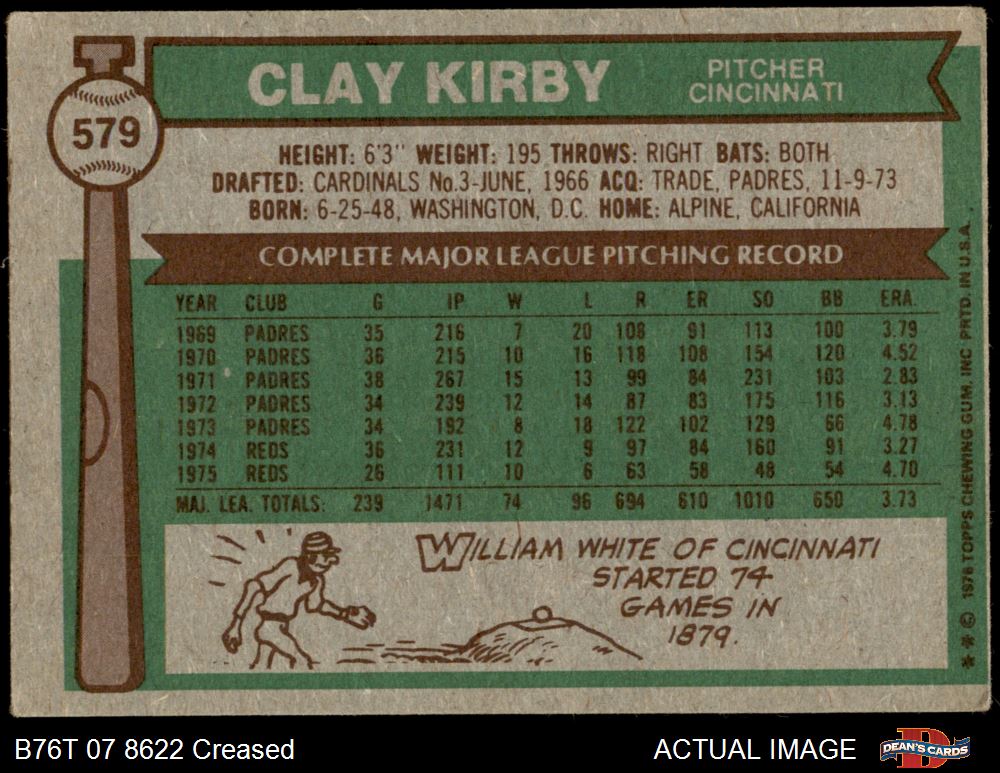 CLAY KIRBY
PITCHER
CINCINNATI
579
HEIGHT: 6'3" WEIGHT: 195 THROWS: RIGHT BATS: BOTH
DRAFTED: CARDINALS No.3-JUNE, 1966 ACQ: TRADE, PADRES, 11-9-73
BORN: 6-25-48, WASHINGTON, D.C. HOME: ALPINE, CALIFORNIA
COMPLETE MAJOR LEAGUE PITCHING RECORD
YEAR CLUB G IP W L R ER SO BB ERA.
1969 PADRES 35 216 7 20 108 91 113 100 3.79
1970 PADRES 36 215 10 16 118 108 154 120 4.52
1971 PADRES 38 267 15 13 99 84 231 103 2.83
1972 PADRES 34 239 12 14 87 83 175 116 3.13
1973 PADRES 34 192 8 18 122 102 129 66 4.78
1974 REDS 36 231 12 9 97 84 160 91 3.27
1975 REDS 26 111 10 6 63 58 48 54 4.70
MAJ. LEA. TOTALS: 239 1471 74 96 694 610 1010 650 3.73
WILLIAM WHITE OF CINCINNATI
STARTED 74
GAMES IN
1879.
* * © 1976 TOPPS CHEWING GUM, INC. PRTD. IN U.S.A.
B76T 07 8622 Creased
ACTUAL IMAGE
DEAN'S CARDS